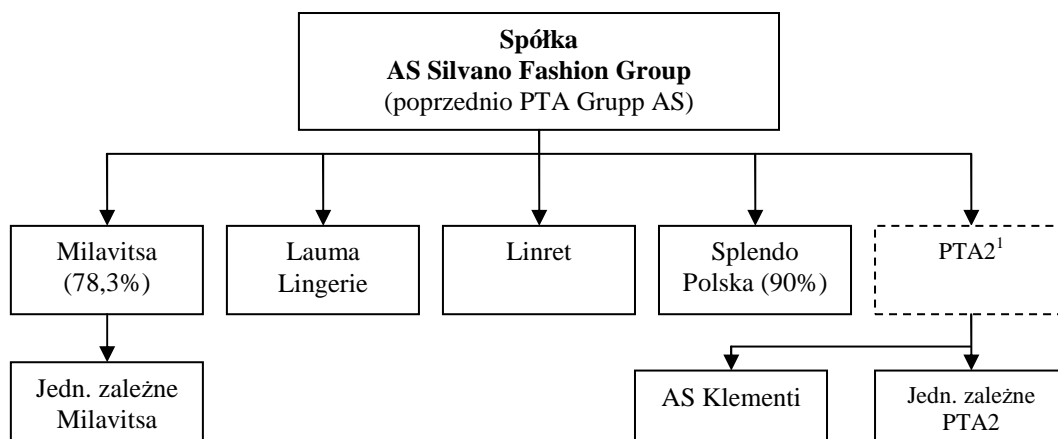 Spółka
AS Silvano Fashion Group
(poprzednio PTA Grupp AS)
Milavitsa
(78,3%)
Lauma
Lingerie
Linret
Splendo
Polska (90%)
PTA2¹
Jedn. zależne
Milavitsa
AS Klementi
Jedn. zależne
PTA2